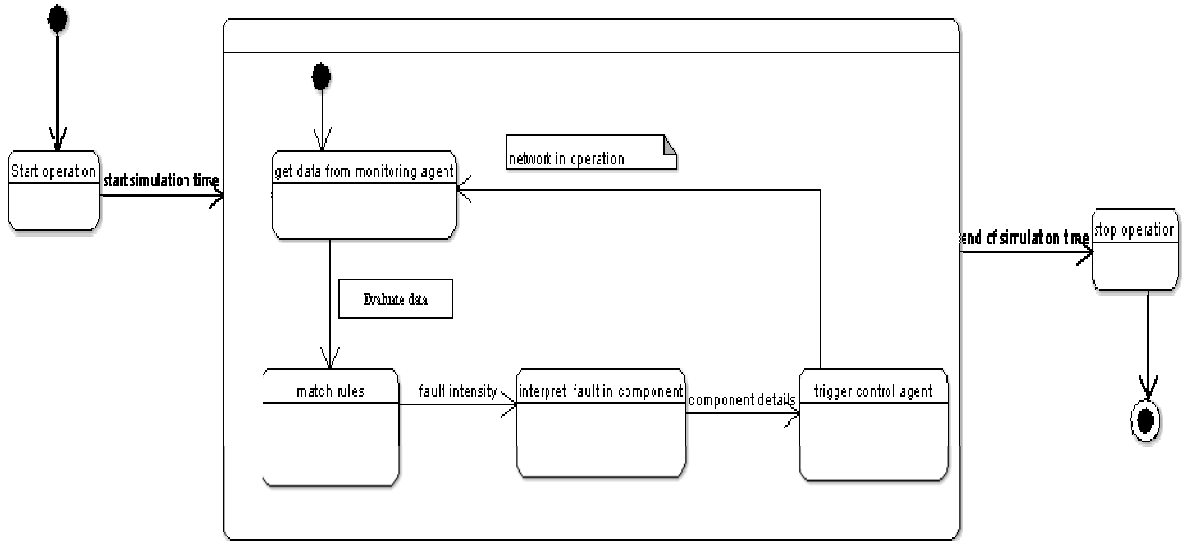 Start operation
start simulation time
get data from monitoring agent
network in operation
Evaluate data
match rules
fault intensity
interpret fault in component
component details
trigger control agent
end of simulation time
stop operation